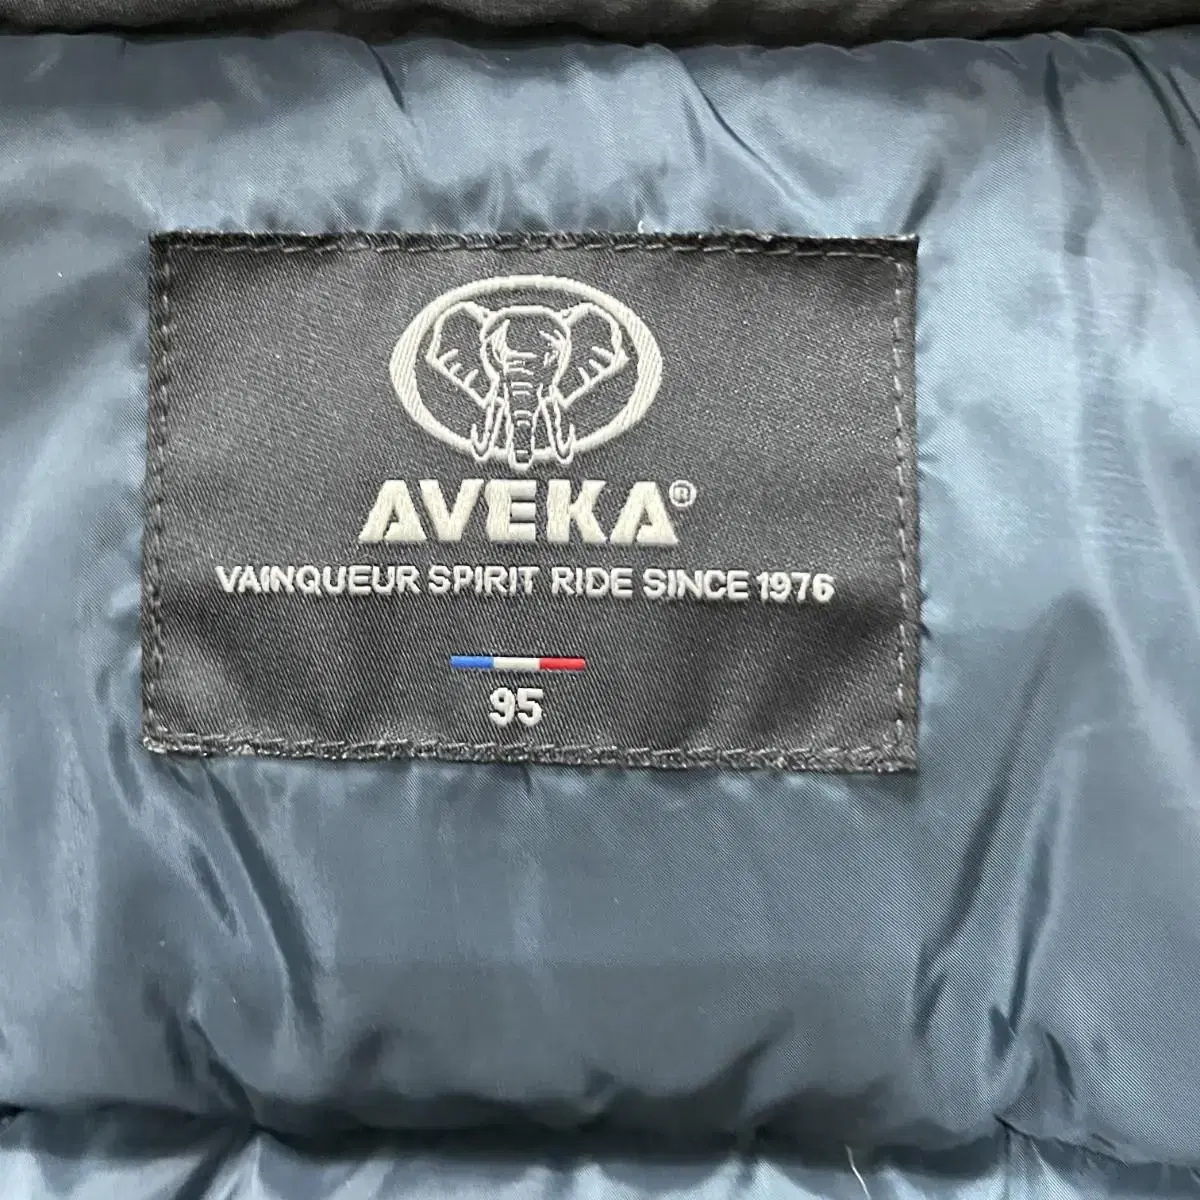 AVEKA®
VAINQUEUR SPIRIT RIDE SINCE 1976
95